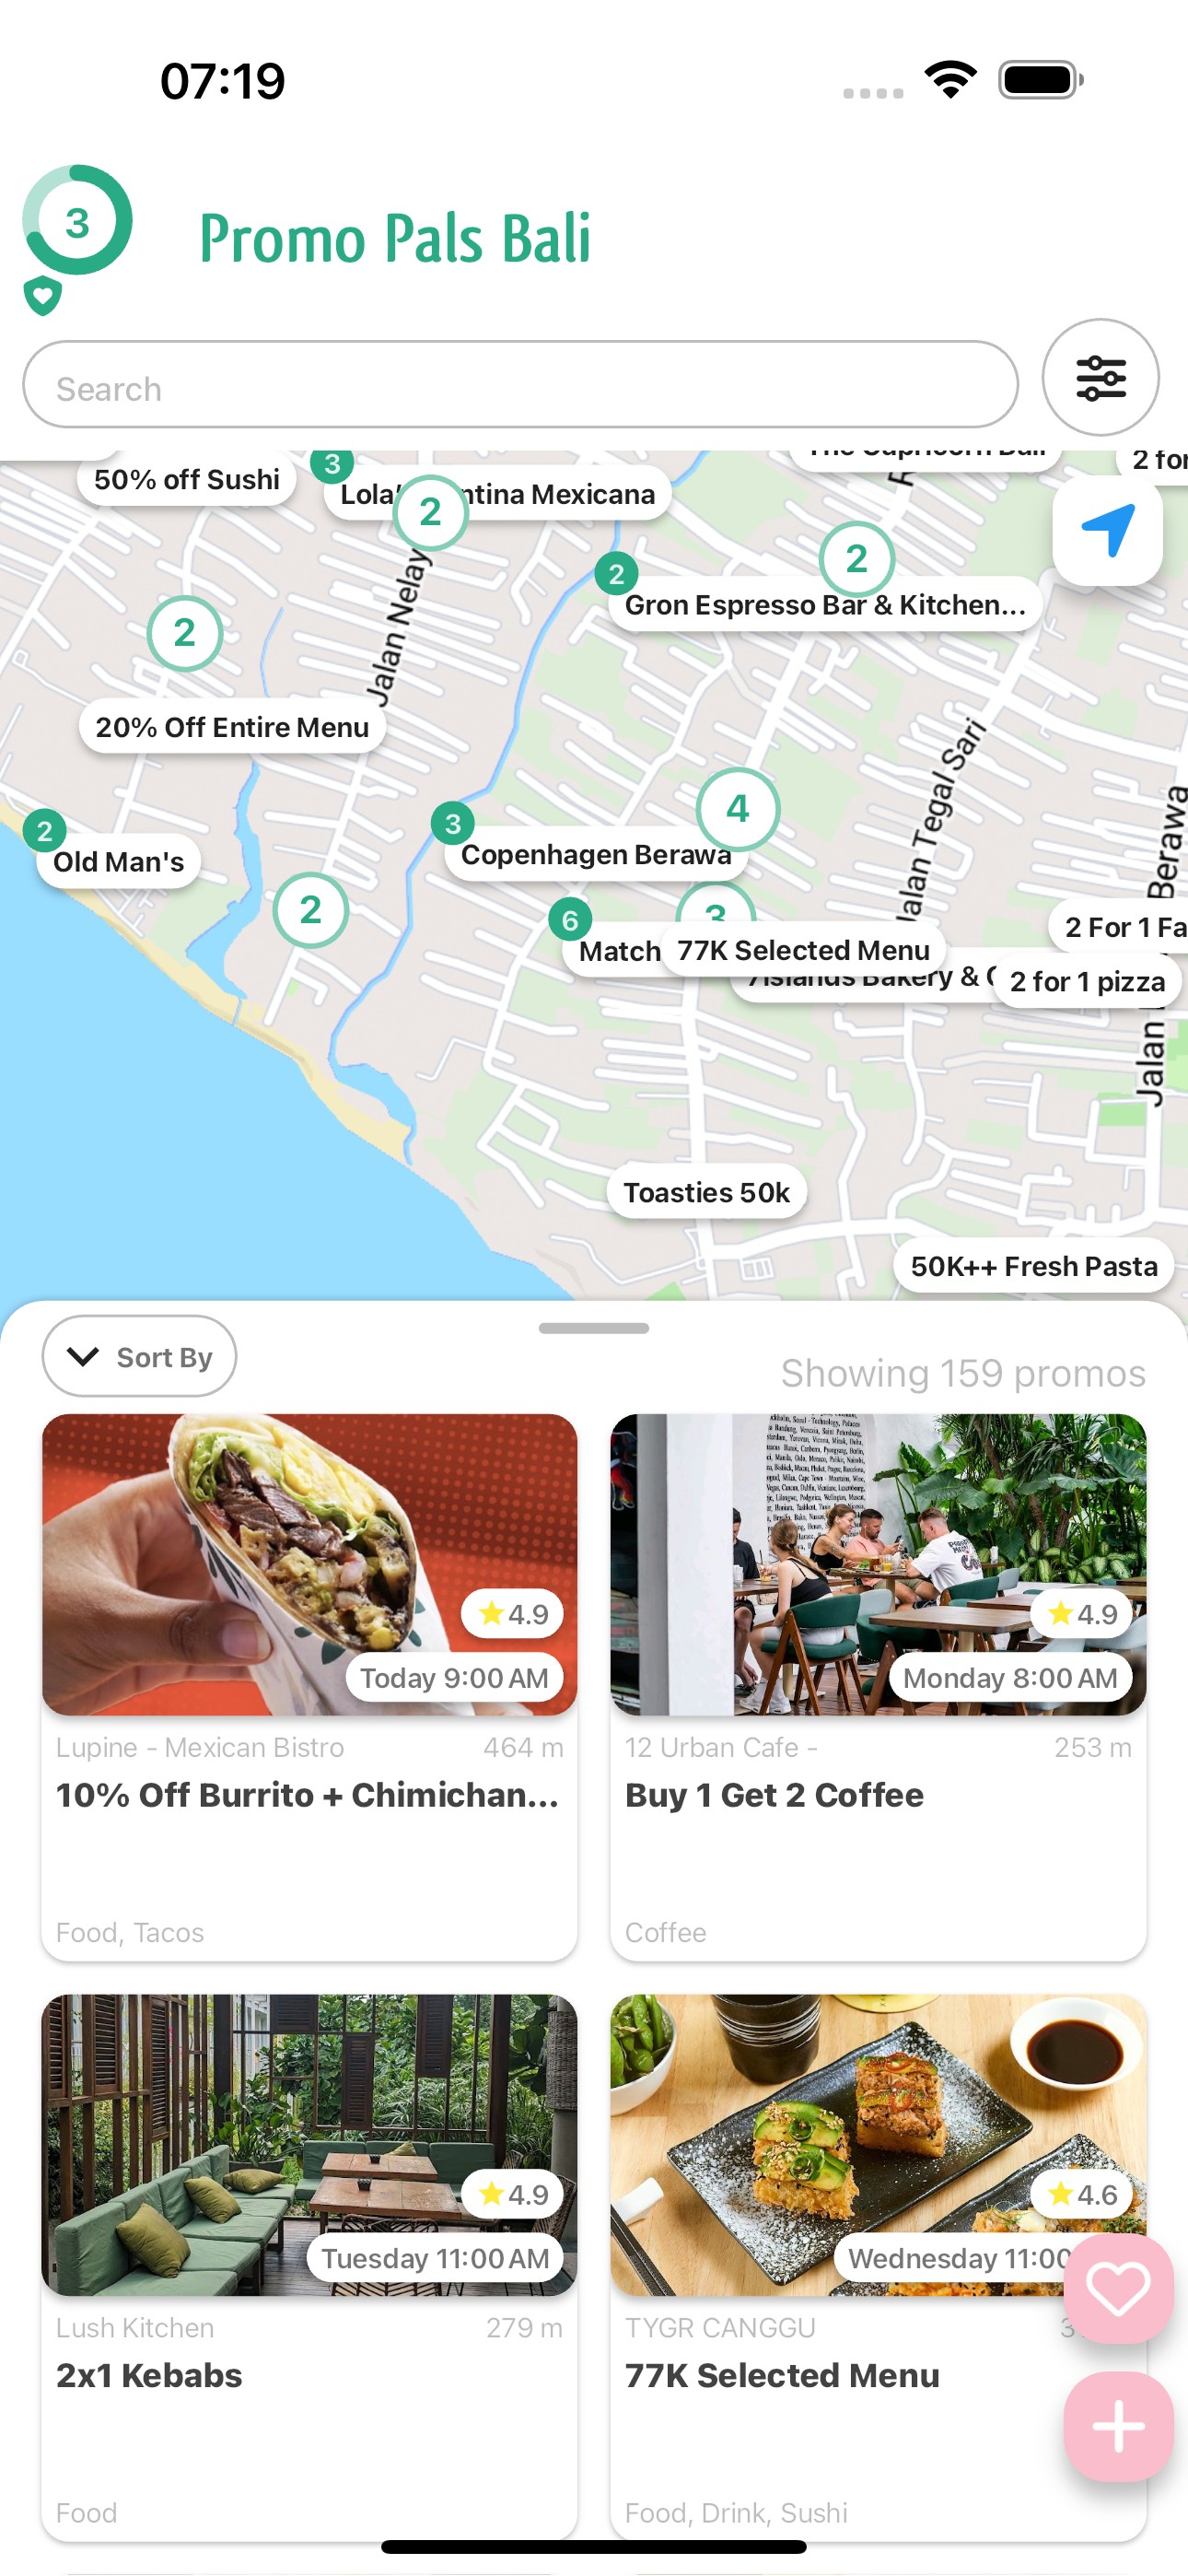 07:19
3
Promo Pals Bali
Search
50% off Sushi
3
Mexicana
2
2 for
2
2
Gron Espresso Bar & Kitchen...
2
Jalan Nelay
20% Off Entire Menu
Jalan Tegal Sari
4
3
Copenhagen Berawa
2
Old Man's
2
6
3
Match
77K Selected Menu
Bakery &
2 For 1 Fa
2 for 1 pizza
Jalan
Berawa
Toasties 50k
50K++ Fresh Pasta
Sort By
Showing 159 promos
4.9
Today 9:00 AM
Lupine - Mexican Bistro
464 m
10% Off Burrito + Chimichan...
Food, Tacos
4.9
Monday 8:00 AM
12 Urban Cafe -
253 m
Buy 1 Get 2 Coffee
Coffee
4.9
Tuesday 11:00 AM
Lush Kitchen
279 m
2x1 Kebabs
Food
4.6
Wednesday 11:00
TYGR CANGGU
77K Selected Menu
Food, Drink, Sushi